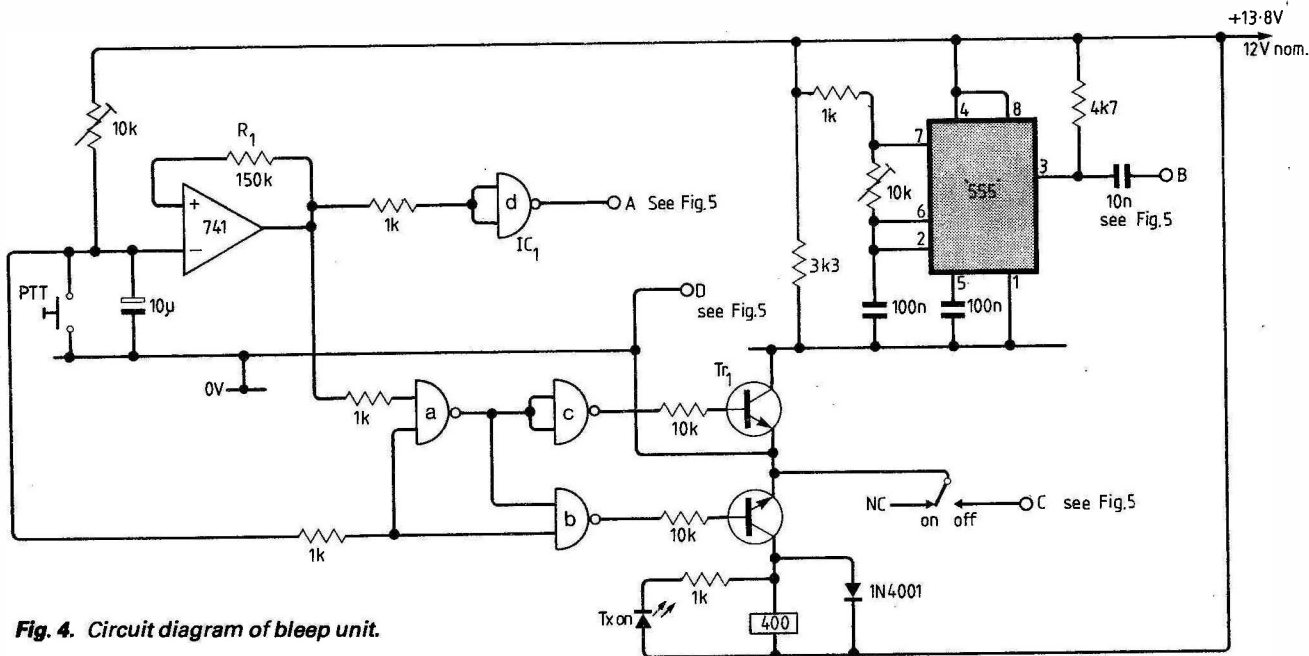 +13·8V
12V nom.
10k
R1
150k
+
741
−
1k
d
IC1
A See Fig.5
1k
7
4
8
4k7
10k
'555'
3
B
10n
see Fig.5
6
2
3k3
5
1
100n
100n
PTT
10μ
D
see Fig.5
0V
1k
a
c
10k
Tr1
b
10k
1k
NC
on
off
C see Fig.5
1k
1N4001
Tx on
400
Fig. 4. Circuit diagram of bleep unit.